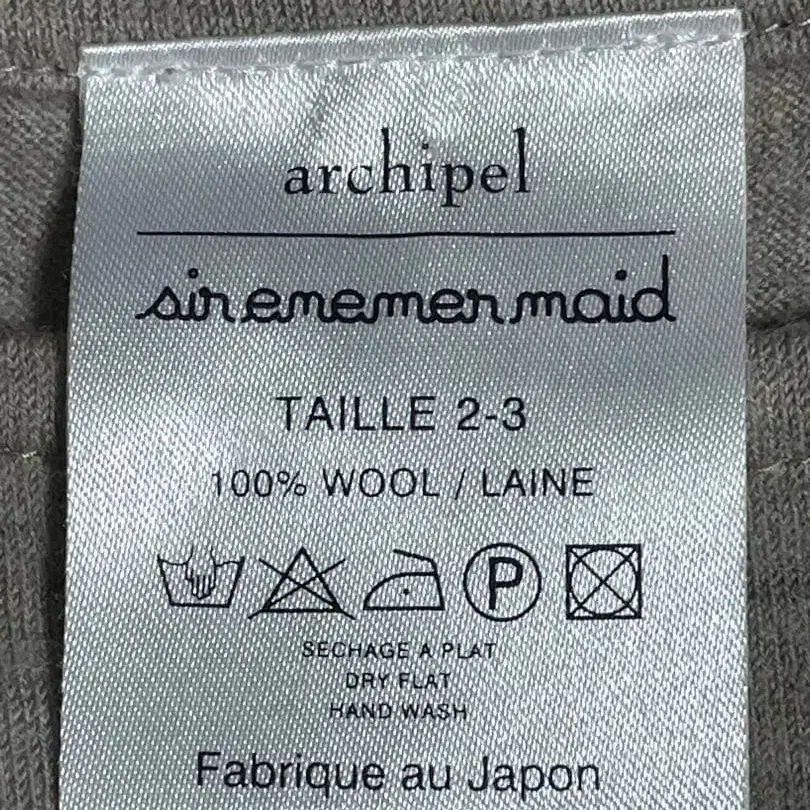 archipel
sirenemermaid
TAILLE 2-3
100% WOOL / LAINE
P
SECHAGE A PLAT
DRY FLAT
HAND WASH
Fabrique au Japon